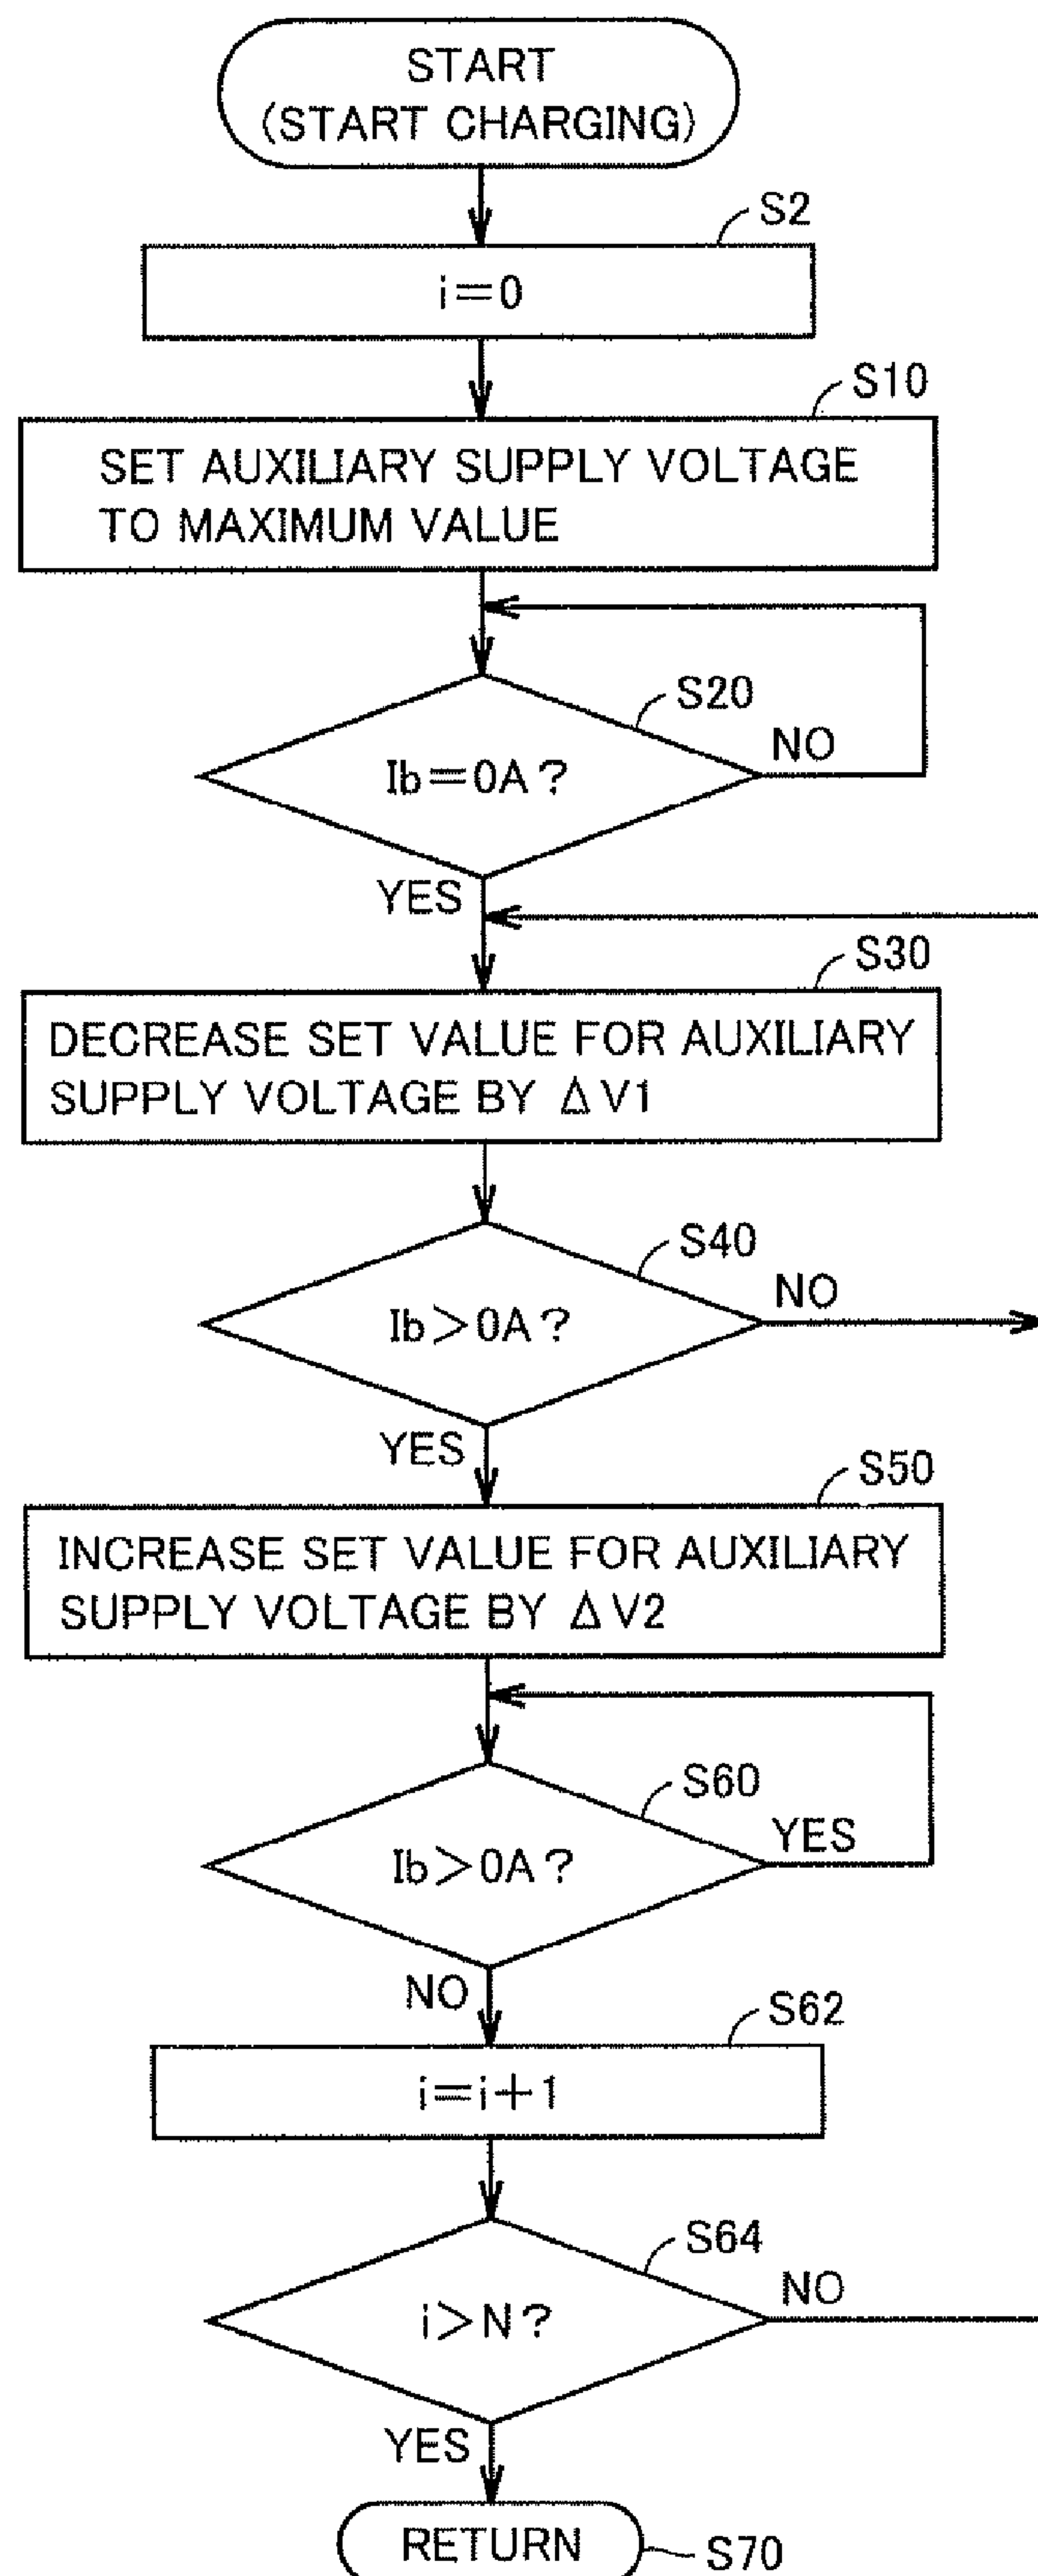 START
(START CHARGING)
S2
i=0
S10
SET AUXILIARY SUPPLY VOLTAGE
TO MAXIMUM VALUE
S20
Ib=0A?
NO
YES
S30
DECREASE SET VALUE FOR AUXILIARY
SUPPLY VOLTAGE BY ΔV1
S40
Ib>0A?
NO
YES
S50
INCREASE SET VALUE FOR AUXILIARY
SUPPLY VOLTAGE BY ΔV2
S60
Ib>0A?
YES
NO
S62
i=i+1
S64
i>N?
NO
YES
RETURN
S70